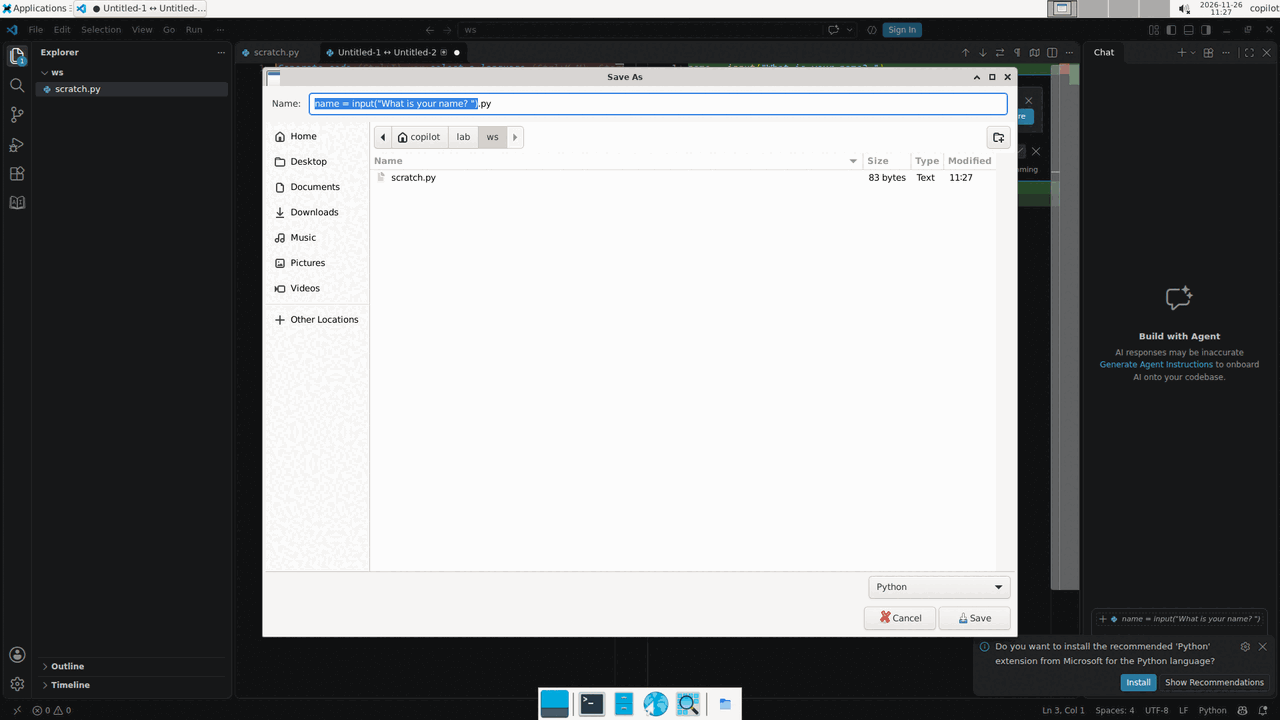 Applications
● Untitled-1 ↔ Untitled-...
2026-11-26
11:27
copilot
File Edit Selection View Go Run ···
ws
Sign In
Explorer
scratch.py
Untitled-1 ↔ Untitled-2
Chat
ws
scratch.py
Save As
Name:
name = input("What is your name? ").py
Home
Desktop
Documents
Downloads
Music
Pictures
Videos
Other Locations
copilot
lab
ws
Name Size Type Modified
scratch.py 83 bytes Text 11:27
Python
Cancel
Save
Build with Agent
AI responses may be inaccurate
Generate Agent Instructions to onboard
AI onto your codebase.
name = input("What is your name? ")
Do you want to install the recommended 'Python'
extension from Microsoft for the Python language?
Install
Show Recommendations
Outline
Timeline
0 0
Ln 3, Col 1 Spaces: 4 UTF-8 LF Python